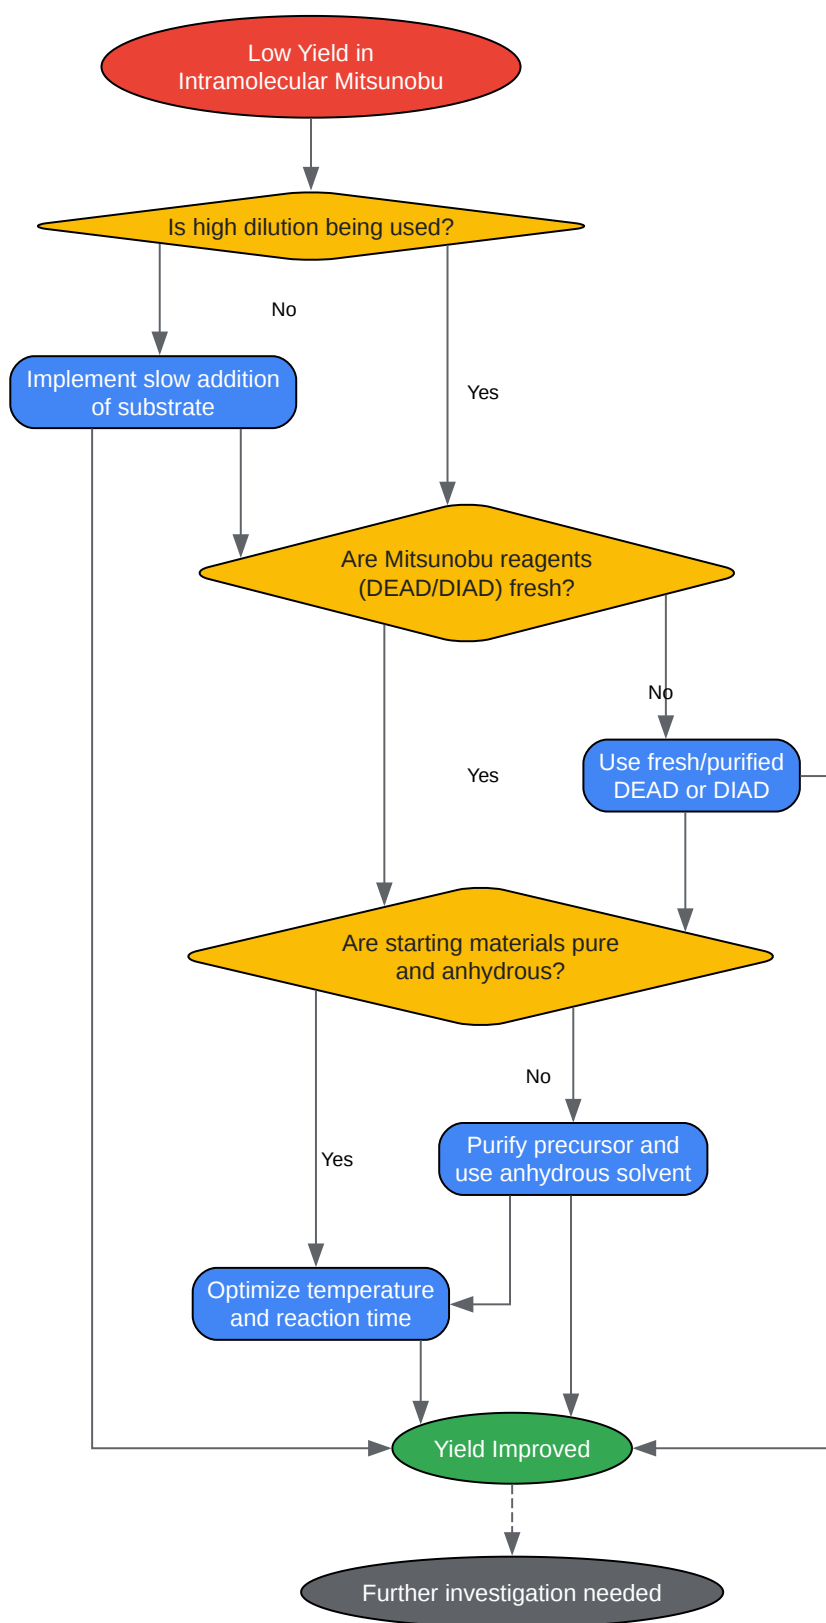 Low Yield in
Intramolecular Mitsunobu
Is high dilution being used?
No
Implement slow addition
of substrate
Yes
Are Mitsunobu reagents
(DEAD/DIAD) fresh?
No
Use fresh/purified
DEAD or DIAD
Yes
Are starting materials pure
and anhydrous?
No
Purify precursor and
use anhydrous solvent
Yes
Optimize temperature
and reaction time
Yield Improved
Further investigation needed